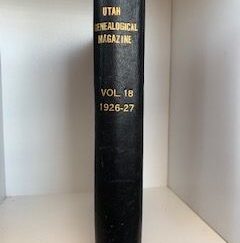 UTAH
GENEALOGICAL
MAGAZINE
VOL. 18
1926-27